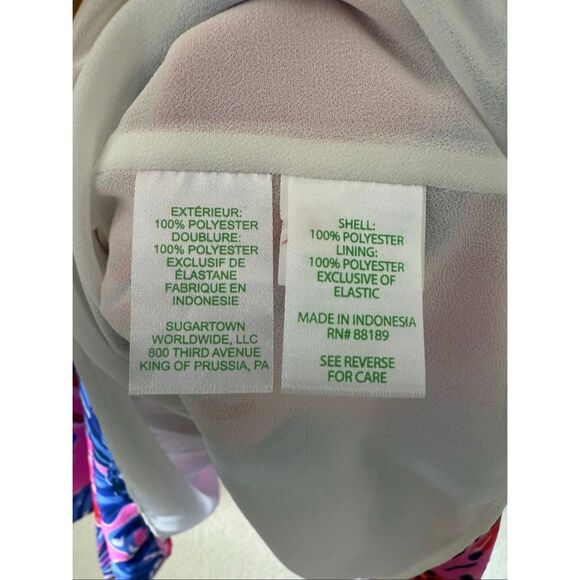 EXTÉRIEUR:
100% POLYESTER
DOUBLURE:
100% POLYESTER
EXCLUSIF DE
ÉLASTANE
FABRIQUE EN
INDONESIE
SUGARTOWN
WORLDWIDE, LLC
800 THIRD AVENUE
KING OF PRUSSIA, PA
SHELL:
100% POLYESTER
LINING:
100% POLYESTER
EXCLUSIVE OF
ELASTIC
MADE IN INDONESIA
RN# 88189
SEE REVERSE
FOR CARE